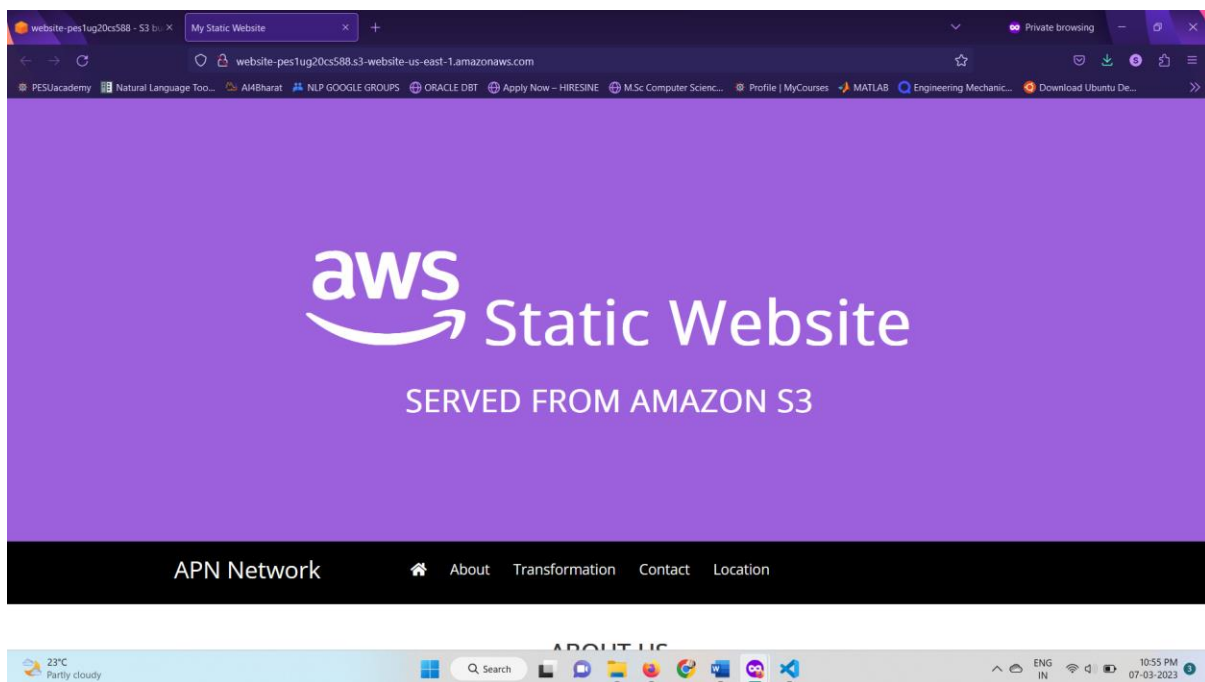 website-pes1ug20cs588 - S3 bu
My Static Website
Private browsing
website-pes1ug20cs588.s3-website-us-east-1.amazonaws.com
PESUacademy Natural Language Too... AI4Bharat NLP GOOGLE GROUPS ORACLE DBT Apply Now – HIRESINE M.Sc Computer Scienc... Profile | MyCourses MATLAB Engineering Mechanic... Download Ubuntu De...
aws Static Website
SERVED FROM AMAZON S3
APN Network About Transformation Contact Location
ABOUT US
23°C
Partly cloudy
Search
ENG
IN
10:55 PM
07-03-2023
3